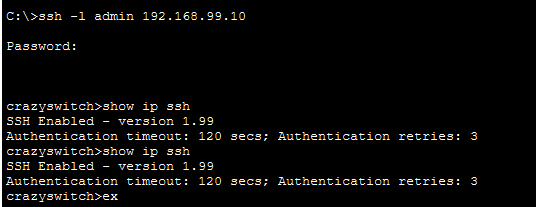 C:\>ssh -l admin 192.168.99.10
Password:
crazyswitch>show ip ssh
SSH Enabled - version 1.99
Authentication timeout: 120 secs; Authentication retries: 3
crazyswitch>show ip ssh
SSH Enabled - version 1.99
Authentication timeout: 120 secs; Authentication retries: 3
crazyswitch>ex